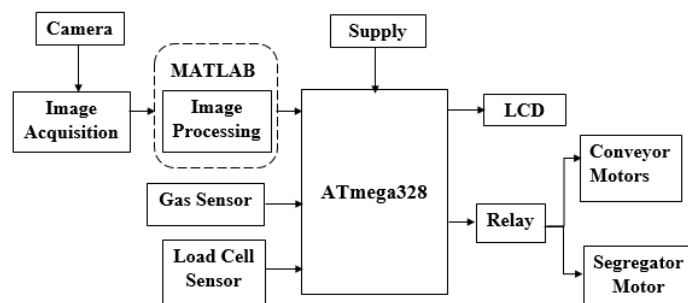 Camera
Supply
MATLAB
Image
Acquisition
Image
Processing
LCD
ATmega328
Conveyor
Motors
Gas Sensor
Relay
Load Cell
Sensor
Segregator
Motor